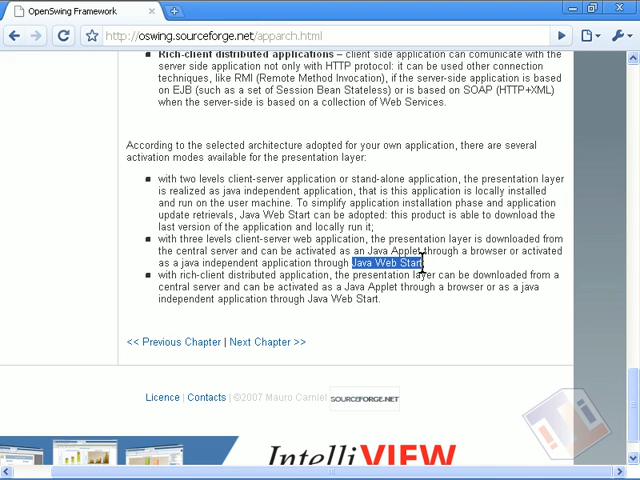 OpenSwing Framework
http://oswing.sourceforge.net/apparch.html
Rich-client distributed applications – client side application can comunicate with the
server side application not only with HTTP protocol: it can be used other connection
techniques, like RMI (Remote Method Invocation), if the server-side application is based
on EJB (such as a set of Session Bean Stateless) or is based on SOAP (HTTP+XML)
when the server-side is based on a collection of Web Services.
According to the selected architecture adopted for your own application, there are several
activation modes available for the presentation layer:
with two levels client-server application or stand-alone application, the presentation layer
is realized as java independent application, that is this application is locally installed
and run on the user machine. To simplify application installation phase and application
update retrievals, Java Web Start can be adopted: this product is able to download the
last version of the application and locally run it;
with three levels client-server web application, the presentation layer is downloaded from
the central server and can be activated as an Java Applet through a browser or activated
as a java independent application through Java Web Start;
with rich-client distributed application, the presentation layer can be downloaded from a
central server and can be activated as a Java Applet through a browser or as a java
independent application through Java Web Start.
<< Previous Chapter | Next Chapter >>
Licence | Contacts | ©2007 Mauro Carniel SOURCEFORGE.NET
IntelliVIEW